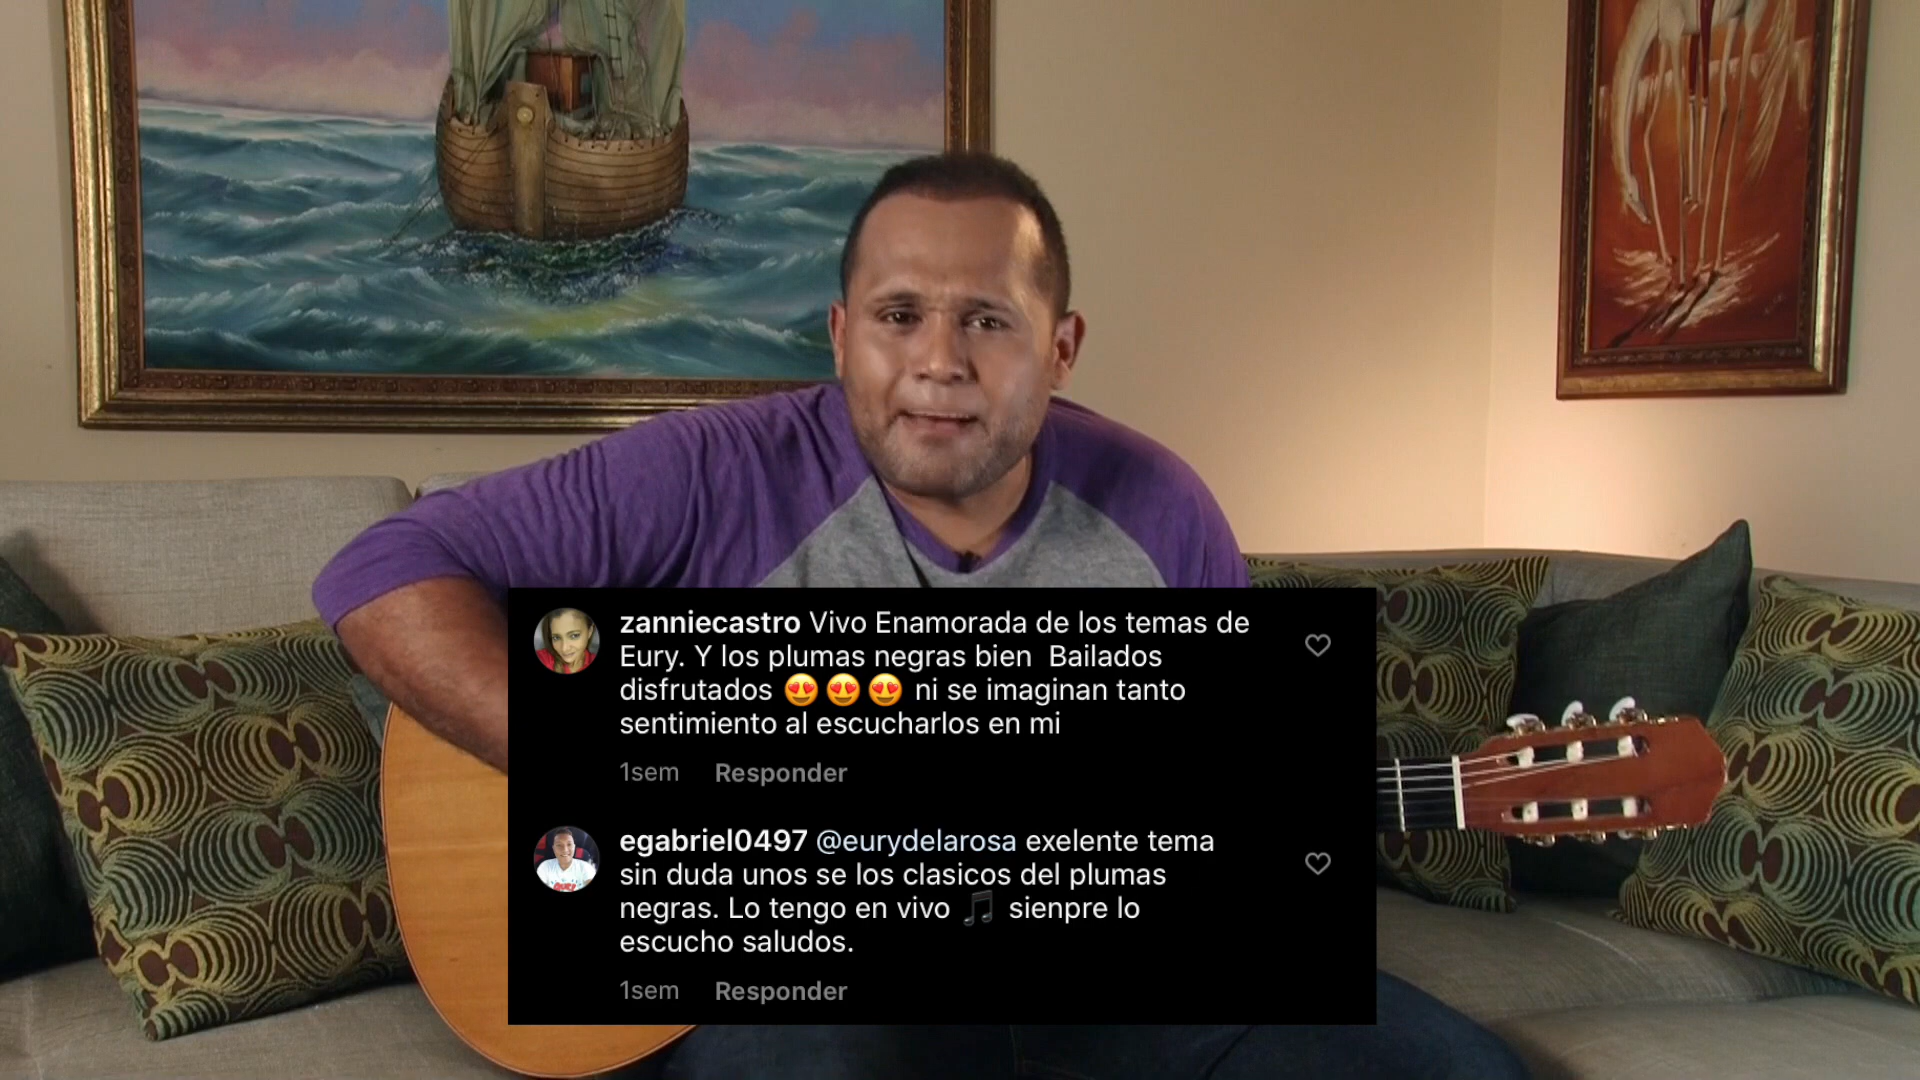 zanniecastro Vivo Enamorada de los temas de
Eury. Y los plumas negras bien Bailados
disfrutados 😍😍😍 ni se imaginan tanto
sentimiento al escucharlos en mi
1sem Responder
egabriel0497 @eurydelarosa exelente tema
sin duda unos se los clasicos del plumas
negras. Lo tengo en vivo 🎵 sienpre lo
escucho saludos.
1sem Responder